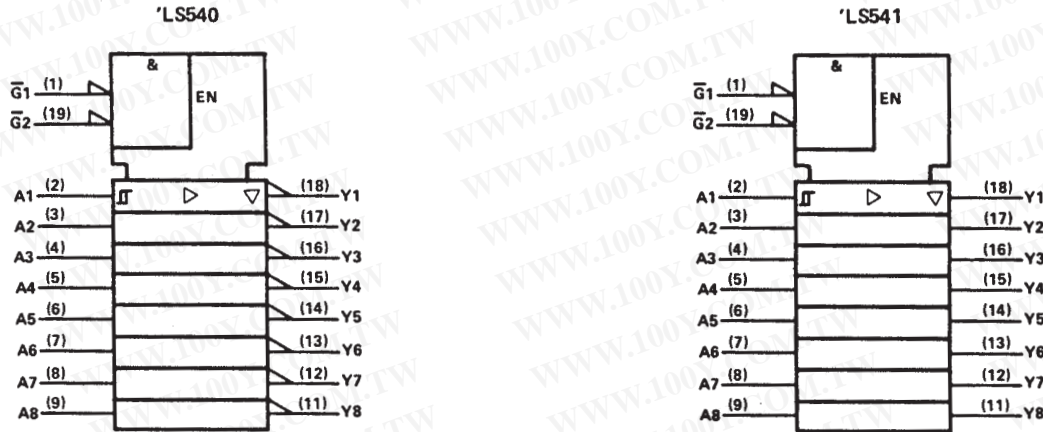 'LS540
&
EN
G̅1 (1)
G̅2 (19)
A1 (2) (18) Y1
A2 (3) (17) Y2
A3 (4) (16) Y3
A4 (5) (15) Y4
A5 (6) (14) Y5
A6 (7) (13) Y6
A7 (8) (12) Y7
A8 (9) (11) Y8
'LS541
&
EN
G̅1 (1)
G̅2 (19)
A1 (2) (18) Y1
A2 (3) (17) Y2
A3 (4) (16) Y3
A4 (5) (15) Y4
A5 (6) (14) Y5
A6 (7) (13) Y6
A7 (8) (12) Y7
A8 (9) (11) Y8
WWW.100Y.COM.TW